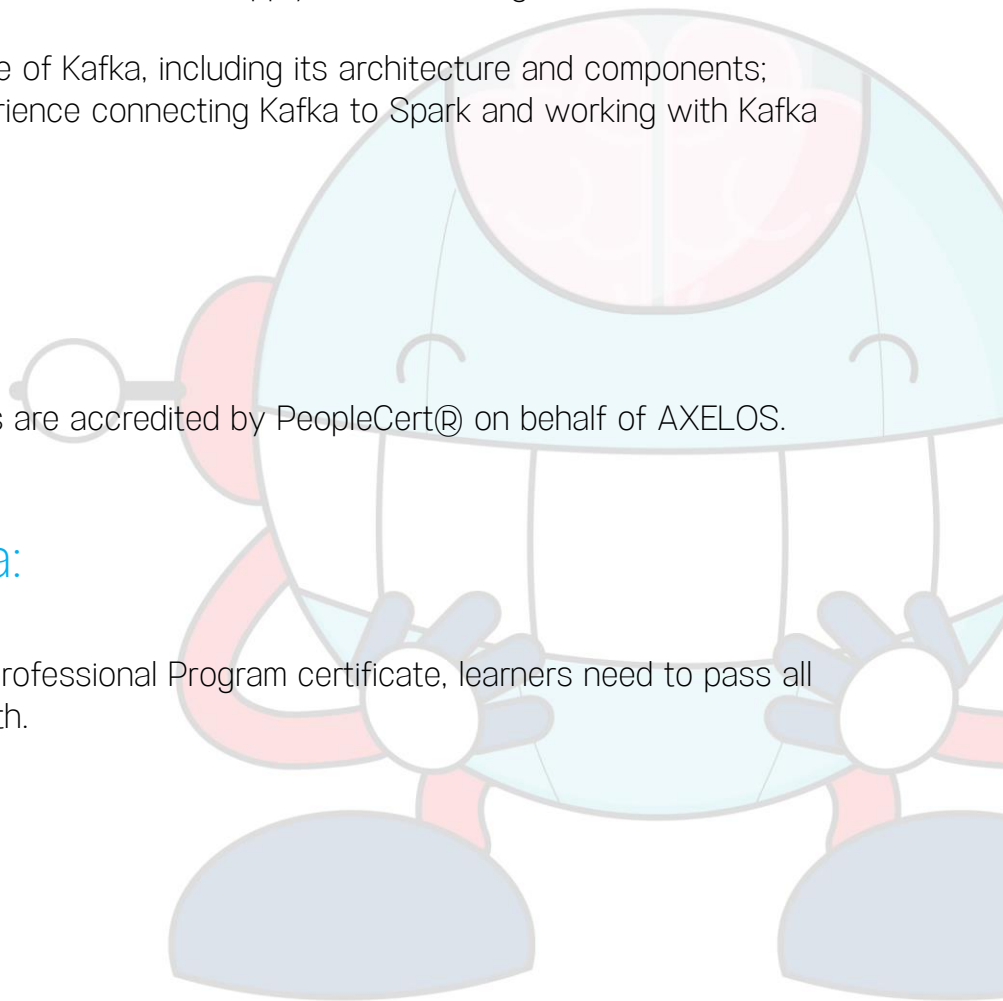 e of Kafka, including its architecture and components;
rience connecting Kafka to Spark and working with Kafka
s are accredited by PeopleCert® on behalf of AXELOS.
a:
rofessional Program certificate, learners need to pass all
th.